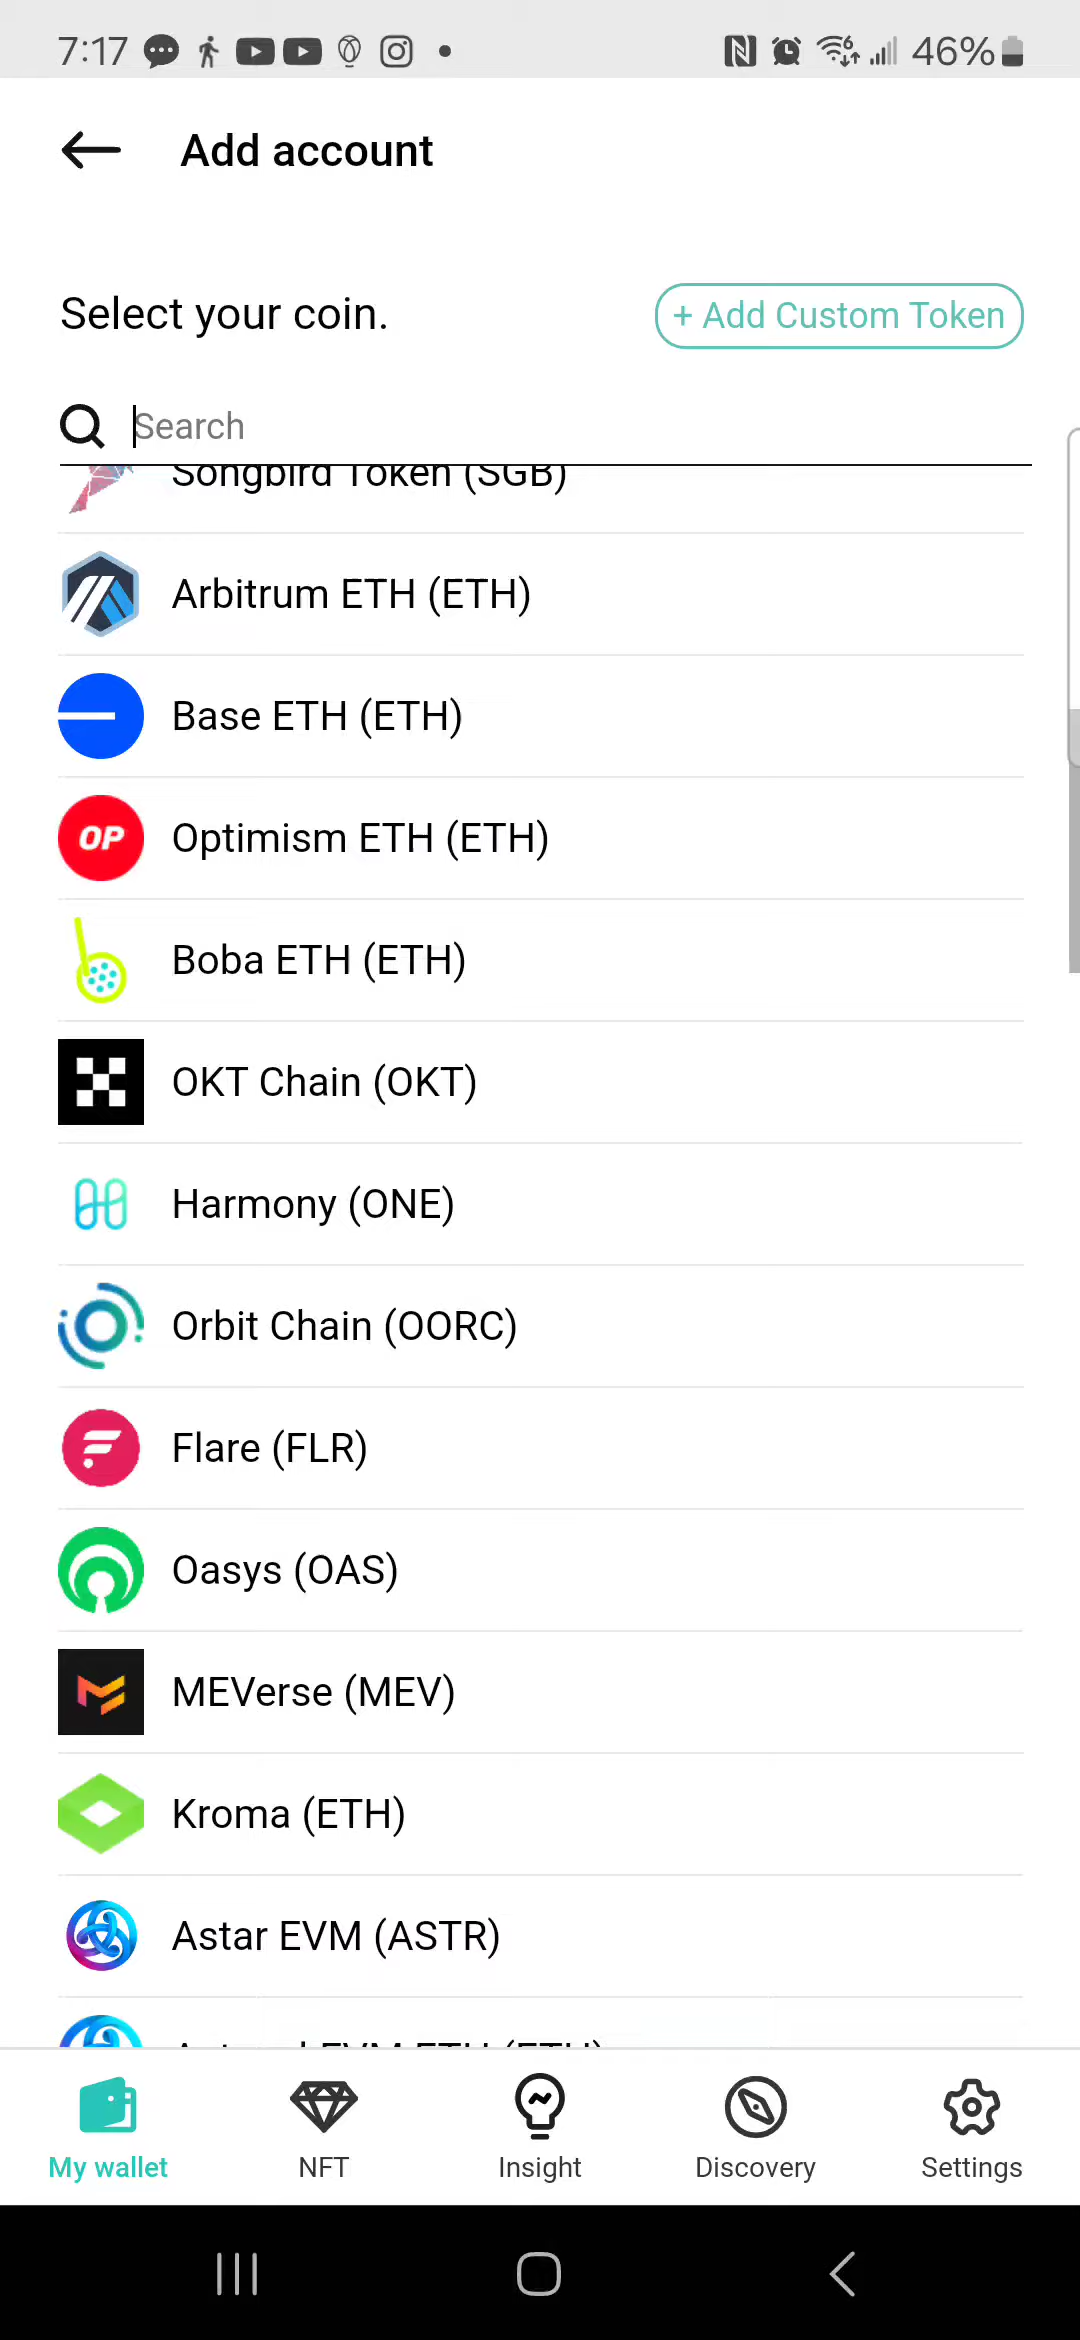 7:17 46%
Add account
Select your coin.
+ Add Custom Token
Search
Songbird Token (SGB)
Arbitrum ETH (ETH)
Base ETH (ETH)
OP Optimism ETH (ETH)
Boba ETH (ETH)
OKT Chain (OKT)
Harmony (ONE)
Orbit Chain (OORC)
Flare (FLR)
Oasys (OAS)
MEVerse (MEV)
Kroma (ETH)
Astar EVM (ASTR)
My wallet NFT Insight Discovery Settings